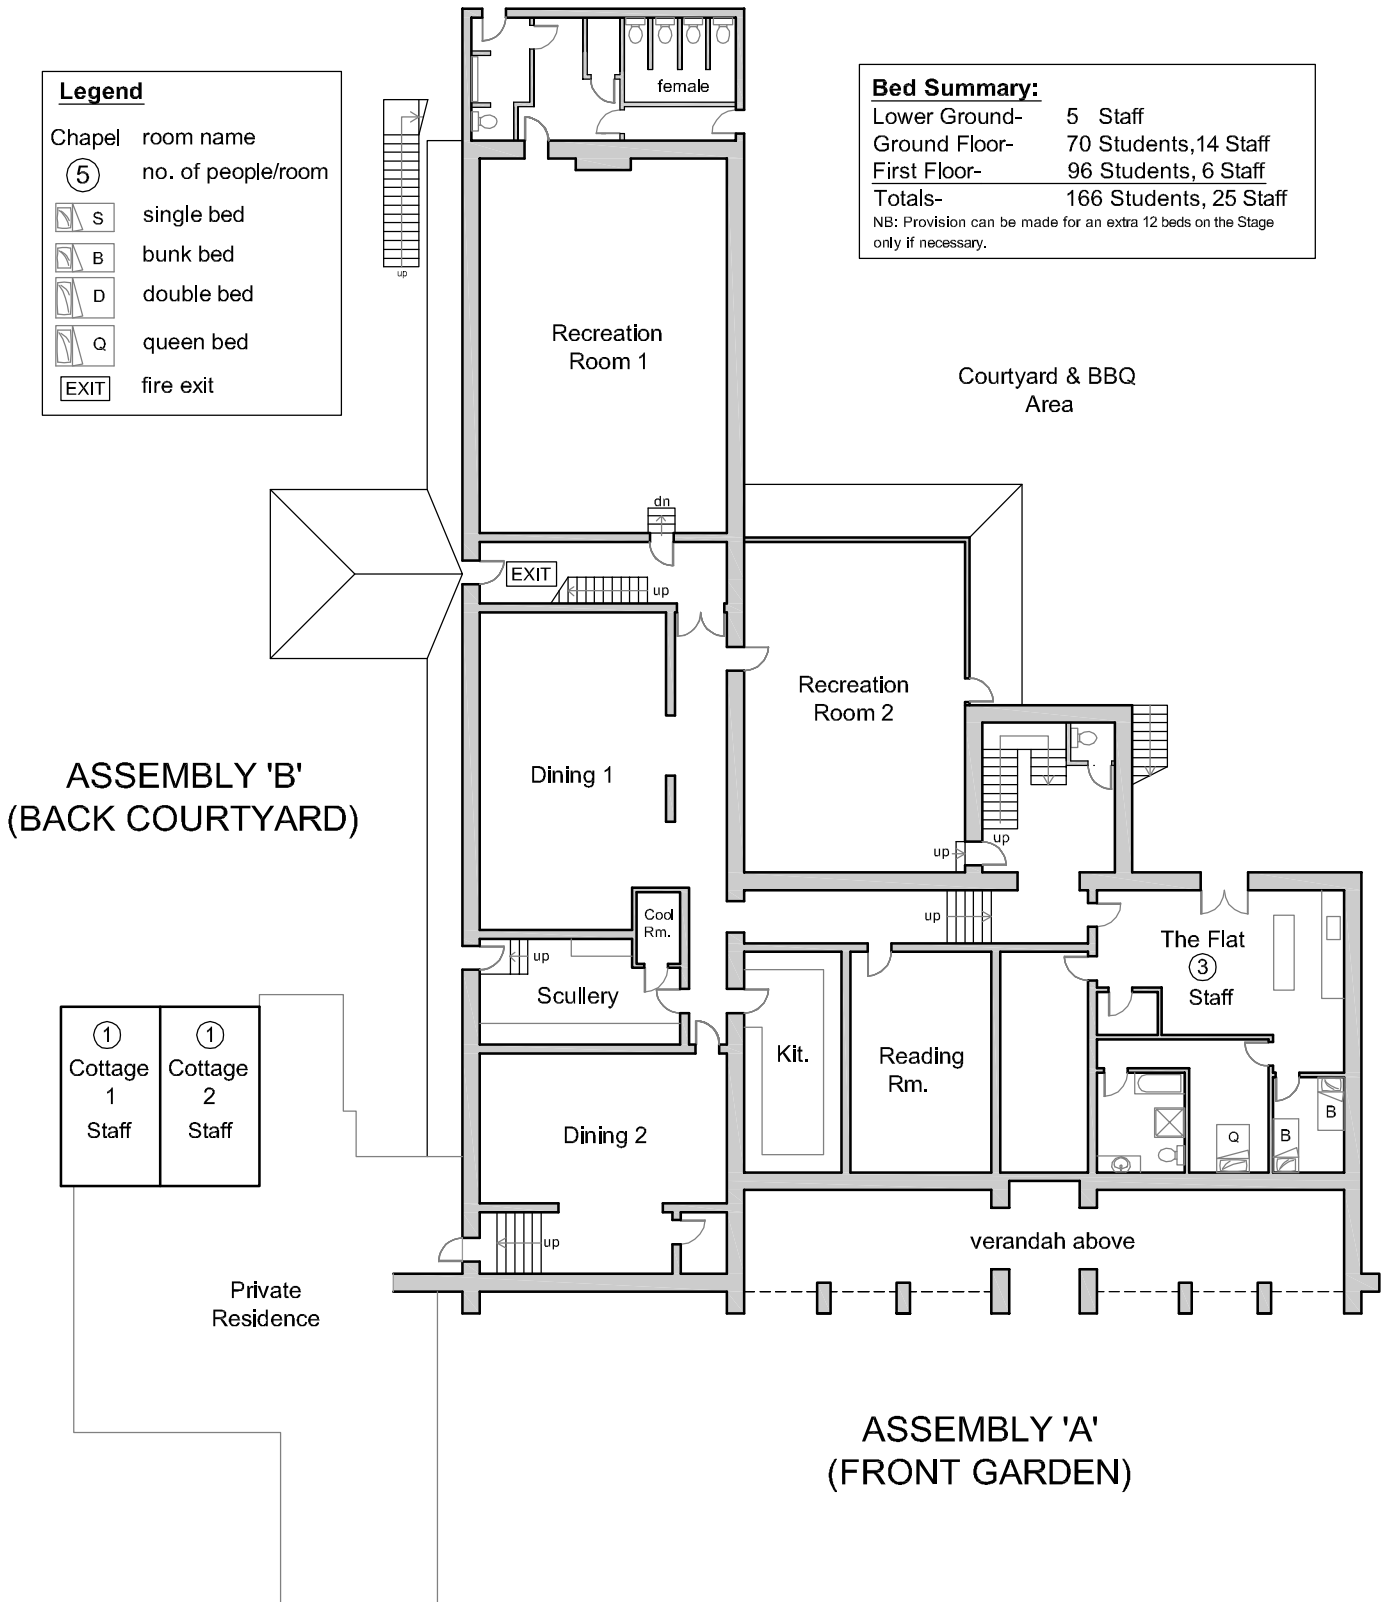 Legend
Chapel room name
5 no. of people/room
S single bed
B bunk bed
D double bed
Q queen bed
EXIT fire exit
Bed Summary:
Lower Ground- 5 Staff
Ground Floor- 70 Students,14 Staff
First Floor- 96 Students, 6 Staff
Totals- 166 Students, 25 Staff
NB: Provision can be made for an extra 12 beds on the Stage
only if necessary.
female
up
Recreation
Room 1
Courtyard & BBQ
Area
dn
EXIT
up
Recreation
Room 2
ASSEMBLY 'B'
(BACK COURTYARD)
Dining 1
up
up
Cool
Rm.
up
The Flat
3
Staff
up
Scullery
1
Cottage
1
Staff
1
Cottage
2
Staff
Kit.
Reading
Rm.
Dining 2
Q
B
B
up
verandah above
Private
Residence
ASSEMBLY 'A'
(FRONT GARDEN)